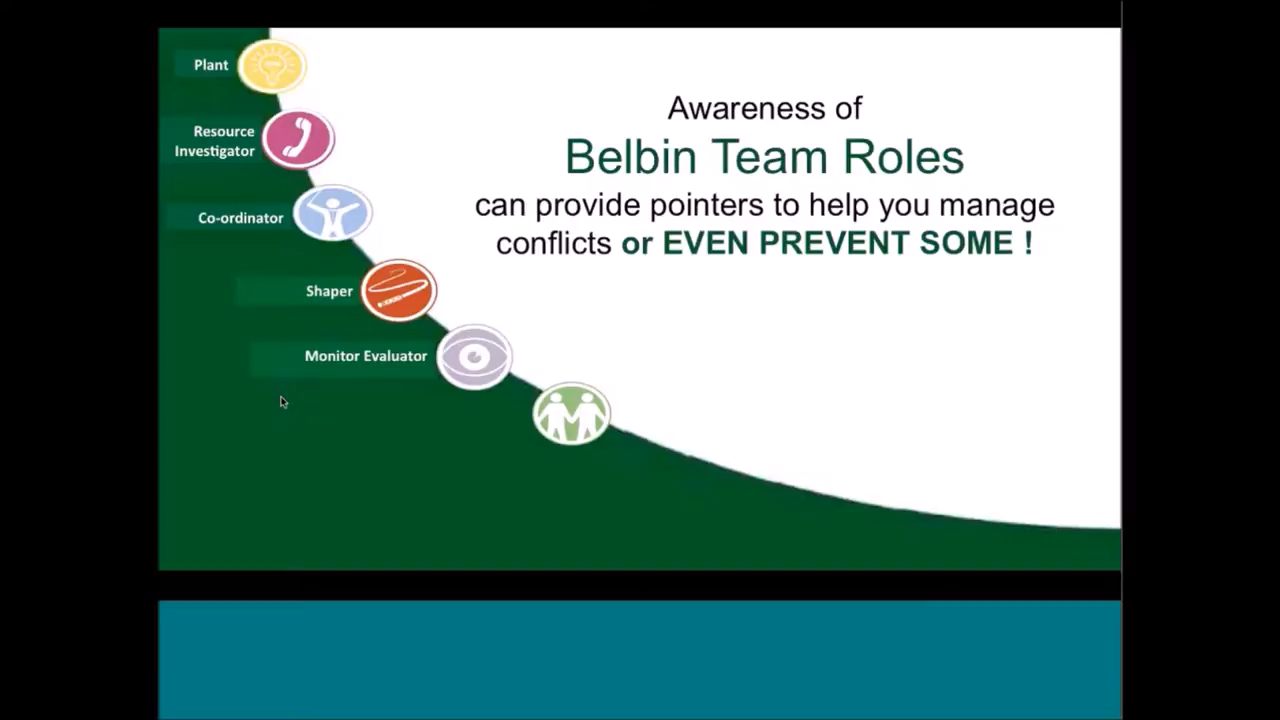 Plant
Resource
Investigator
Co-ordinator
Shaper
Monitor Evaluator
Awareness of
Belbin Team Roles
can provide pointers to help you manage
conflicts or EVEN PREVENT SOME !